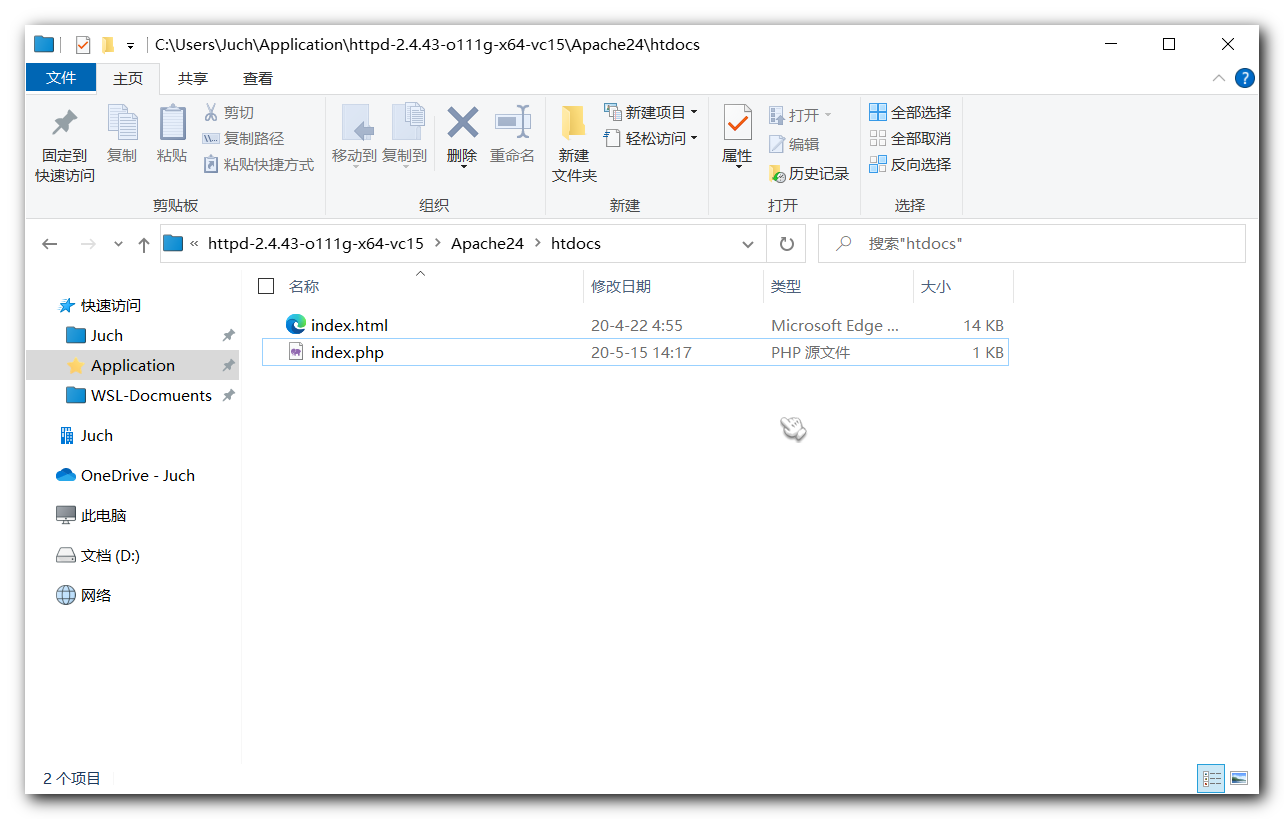 C:\Users\Juch\Application\httpd-2.4.43-o111g-x64-vc15\Apache24\htdocs
文件 主页 共享 查看
固定到
快速访问
复制
粘贴
剪切
复制路径
粘贴快捷方式
剪贴板
移动到
复制到
删除
重命名
组织
新建
文件夹
新建项目
轻松访问
新建
属性
打开
编辑
历史记录
打开
全部选择
全部取消
反向选择
选择
« httpd-2.4.43-o111g-x64-vc15 > Apache24 > htdocs
搜索"htdocs"
快速访问
Juch
Application
WSL-Docmuents
Juch
OneDrive - Juch
此电脑
文档 (D:)
网络
名称 修改日期 类型 大小
index.html 20-4-22 4:55 Microsoft Edge ... 14 KB
index.php 20-5-15 14:17 PHP 源文件 1 KB
2 个项目